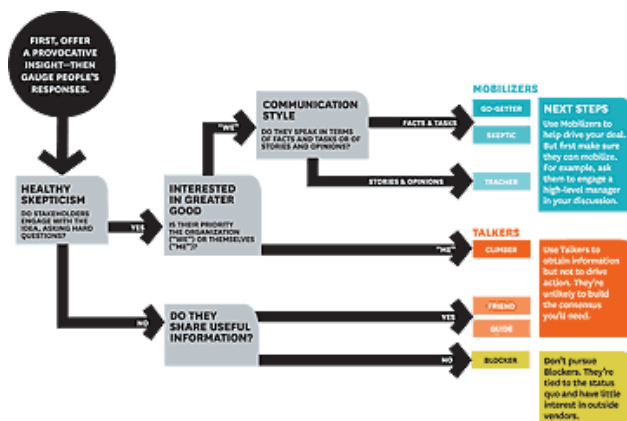 FIRST, OFFER
A PROVOCATIVE
INSIGHT—THEN
GAUGE PEOPLE'S
RESPONSES.
HEALTHY
SKEPTICISM
DO STAKEHOLDERS
ENGAGE WITH THE
IDEA, ASKING HARD
QUESTIONS?
YES
NO
INTERESTED
IN GREATER
GOOD
IS THEIR PRIORITY
THE ORGANIZATION
("WE") OR THEMSELVES
("ME")?
"WE"
"ME"
COMMUNICATION
STYLE
DO THEY SPEAK IN TERMS
OF FACTS AND TASKS OR OF
STORIES AND OPINIONS?
FACTS & TASKS
STORIES & OPINIONS
DO THEY
SHARE USEFUL
INFORMATION?
YES
NO
MOBILIZERS
GO-GETTER
SKEPTIC
TEACHER
NEXT STEPS
Use Mobilizers to
help drive your deal.
But first make sure
they can mobilize.
For example, ask
them to engage a
high-level manager
in your discussion.
TALKERS
CLIMBER
FRIEND
GUIDE
Use Talkers to
obtain information
but not to drive
action. They're
unlikely to build
the consensus
you'll need.
BLOCKER
Don't pursue
Blockers. They're
tied to the status
quo and have little
interest in outside
vendors.